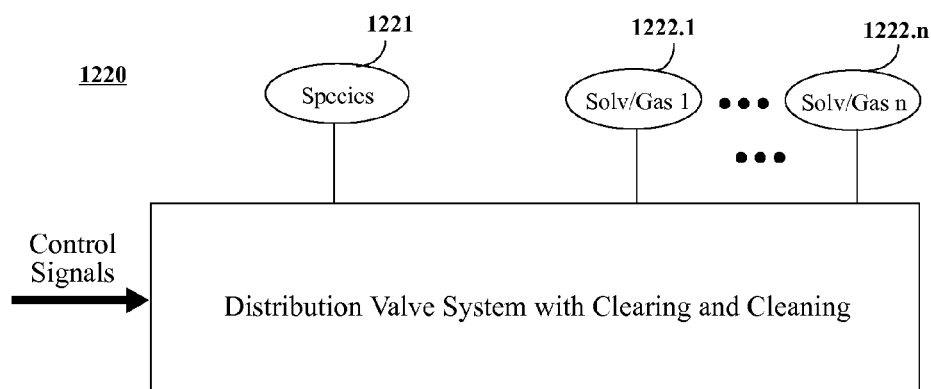 1220
1221
1222.1
1222.n
Species
Solv/Gas 1
Solv/Gas n
Control
Signals
Distribution Valve System with Clearing and Cleaning